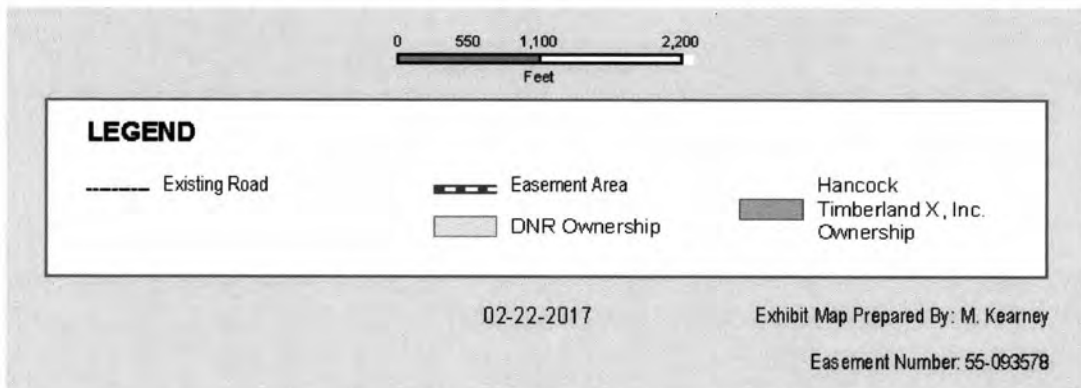 0 550 1,100 2,200
Feet
LEGEND
Existing Road
Easement Area
DNR Ownership
Hancock
Timberland X, Inc.
Ownership
02-22-2017
Exhibit Map Prepared By: M. Kearney
Easement Number: 55-093578